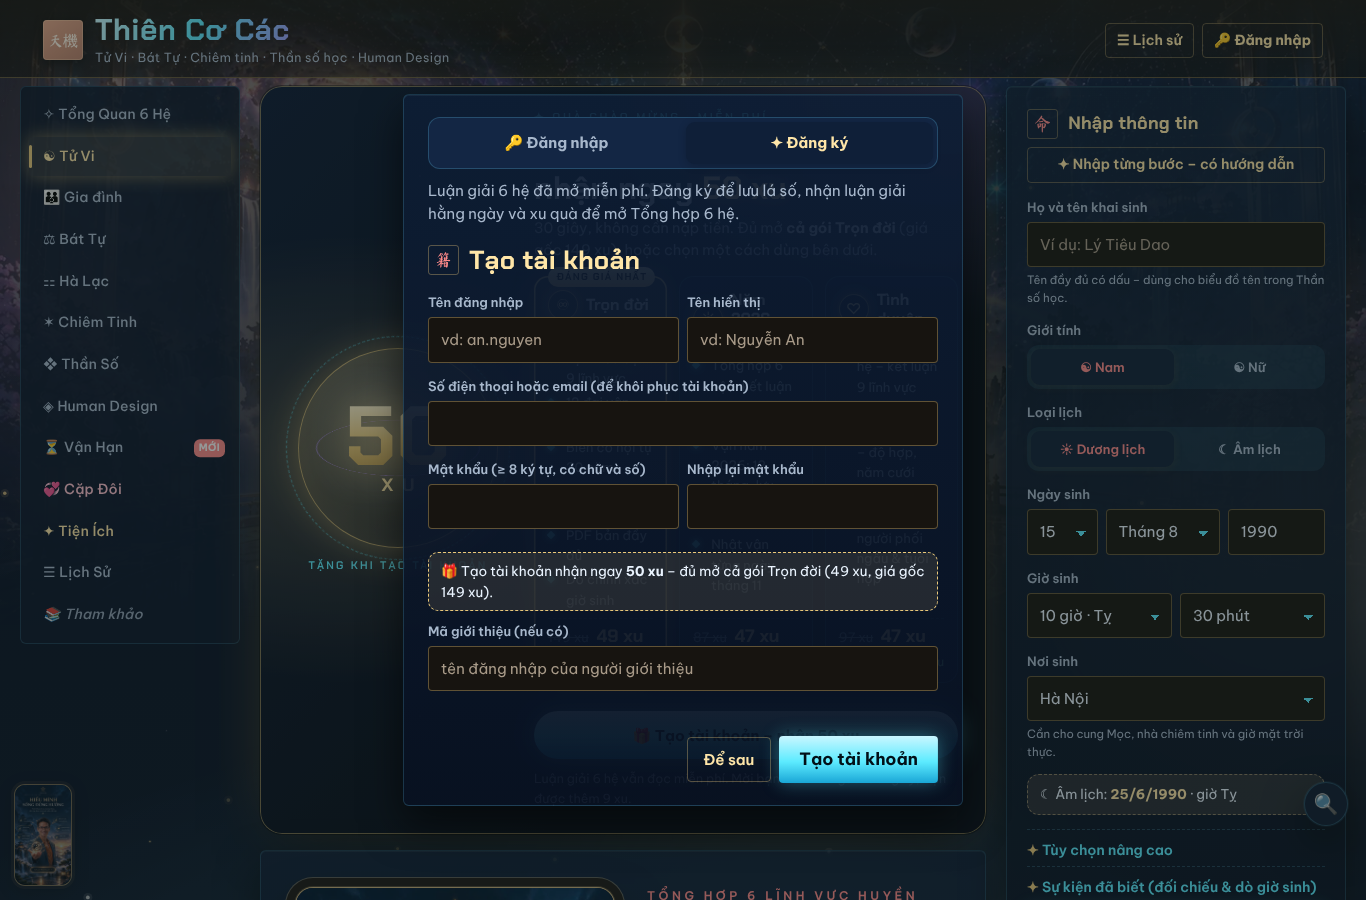 天機
Thiên Cơ Các
Tử Vi · Bát Tự · Chiêm tinh · Thần số học · Human Design
☰ Lịch sử
🔑 Đăng nhập
✧ Tổng Quan 6 Hệ
☯ Tử Vi
👪 Gia đình
⚖ Bát Tự
⚏ Hà Lạc
✶ Chiêm Tinh
❖ Thần Số
◈ Human Design
⏳ Vận Hạn
MỚI
💞 Cặp Đôi
✦ Tiện Ích
☰ Lịch Sử
📚 Tham khảo
50
XU
TẶNG KHI TẠO
🔑 Đăng nhập
✦ Đăng ký
Luận giải 6 hệ đã mở miễn phí. Đăng ký để lưu lá số, nhận luận giải
hằng ngày và xu quà để mở Tổng hợp 6 hệ.
Tạo tài khoản
Tên đăng nhập
Tên hiển thị
vd: an.nguyen
vd: Nguyễn An
Số điện thoại hoặc email (để khôi phục tài khoản)
Mật khẩu (≥ 8 ký tự, có chữ và số)
Nhập lại mật khẩu
🎁 Tạo tài khoản nhận ngay 50 xu – đủ mở cả gói Trọn đời (49 xu, giá gốc
149 xu).
Mã giới thiệu (nếu có)
tên đăng nhập của người giới thiệu
Để sau
Tạo tài khoản
命
Nhập thông tin
✦ Nhập từng bước – có hướng dẫn
Họ và tên khai sinh
Ví dụ: Lý Tiêu Dao
Tên đầy đủ có dấu – dùng cho biểu đồ tên trong Thần
số học.
Giới tính
☯ Nam
☯ Nữ
Loại lịch
☀ Dương lịch
☾ Âm lịch
Ngày sinh
15
Tháng 8
1990
Giờ sinh
10 giờ · Tỵ
30 phút
Nơi sinh
Hà Nội
Cần cho cung Mọc, nhà chiêm tinh và giờ mặt trời
thực.
☾ Âm lịch: 25/6/1990 · giờ Tỵ
✦ Tùy chọn nâng cao
✦ Sự kiện đã biết (đối chiếu & dò giờ sinh)
TỔNG HỢP 6 LĨNH VỰC HUYỀN